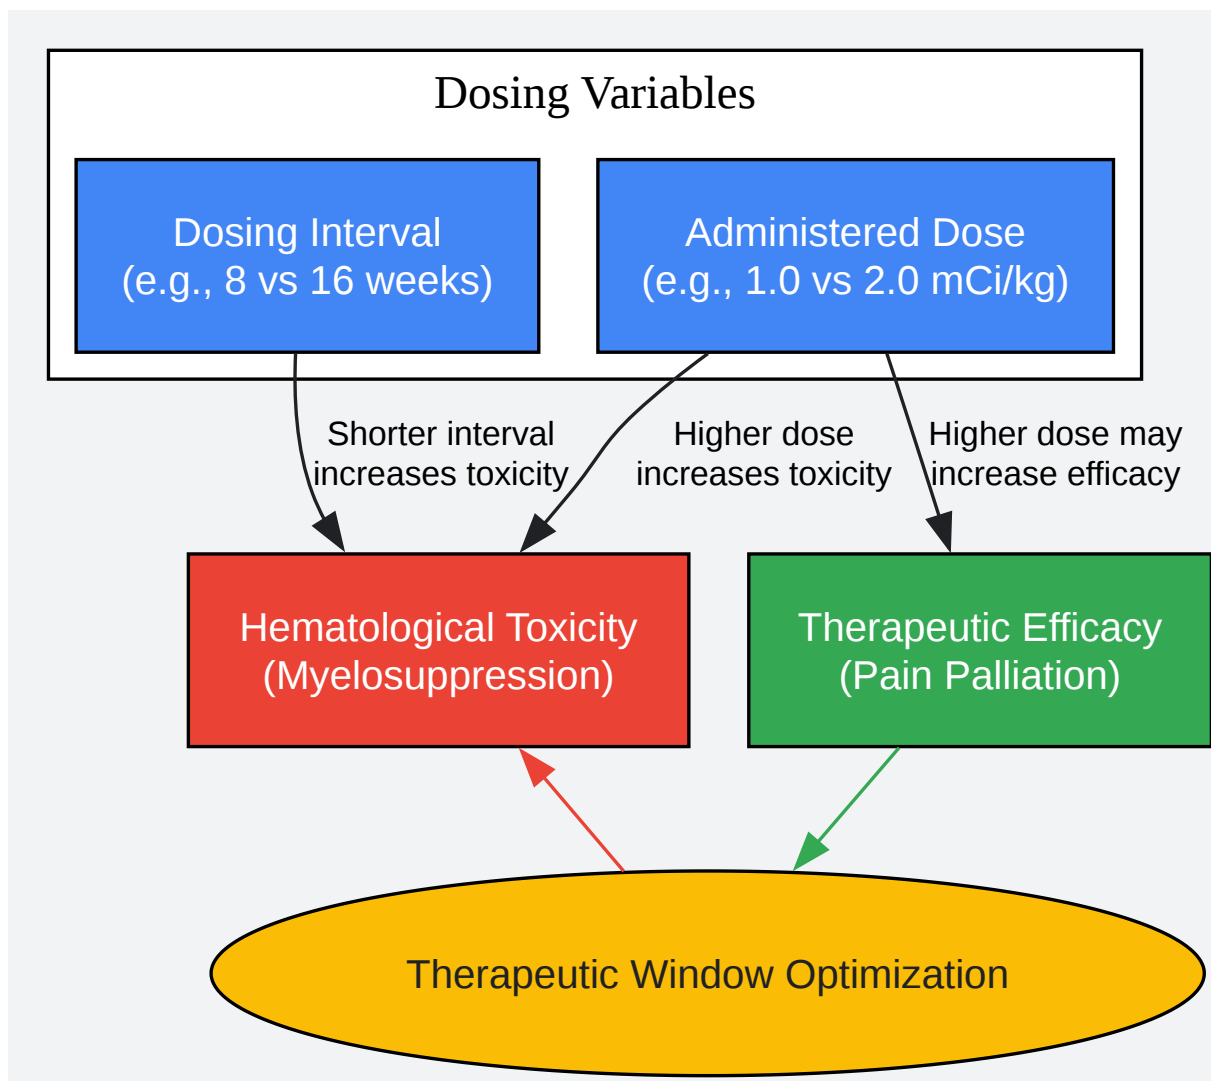 Dosing Variables
Dosing Interval
(e.g., 8 vs 16 weeks)
Administered Dose
(e.g., 1.0 vs 2.0 mCi/kg)
Shorter interval
increases toxicity
Higher dose
increases toxicity
Higher dose may
increase efficacy
Hematological Toxicity
(Myelosuppression)
Therapeutic Efficacy
(Pain Palliation)
Therapeutic Window Optimization